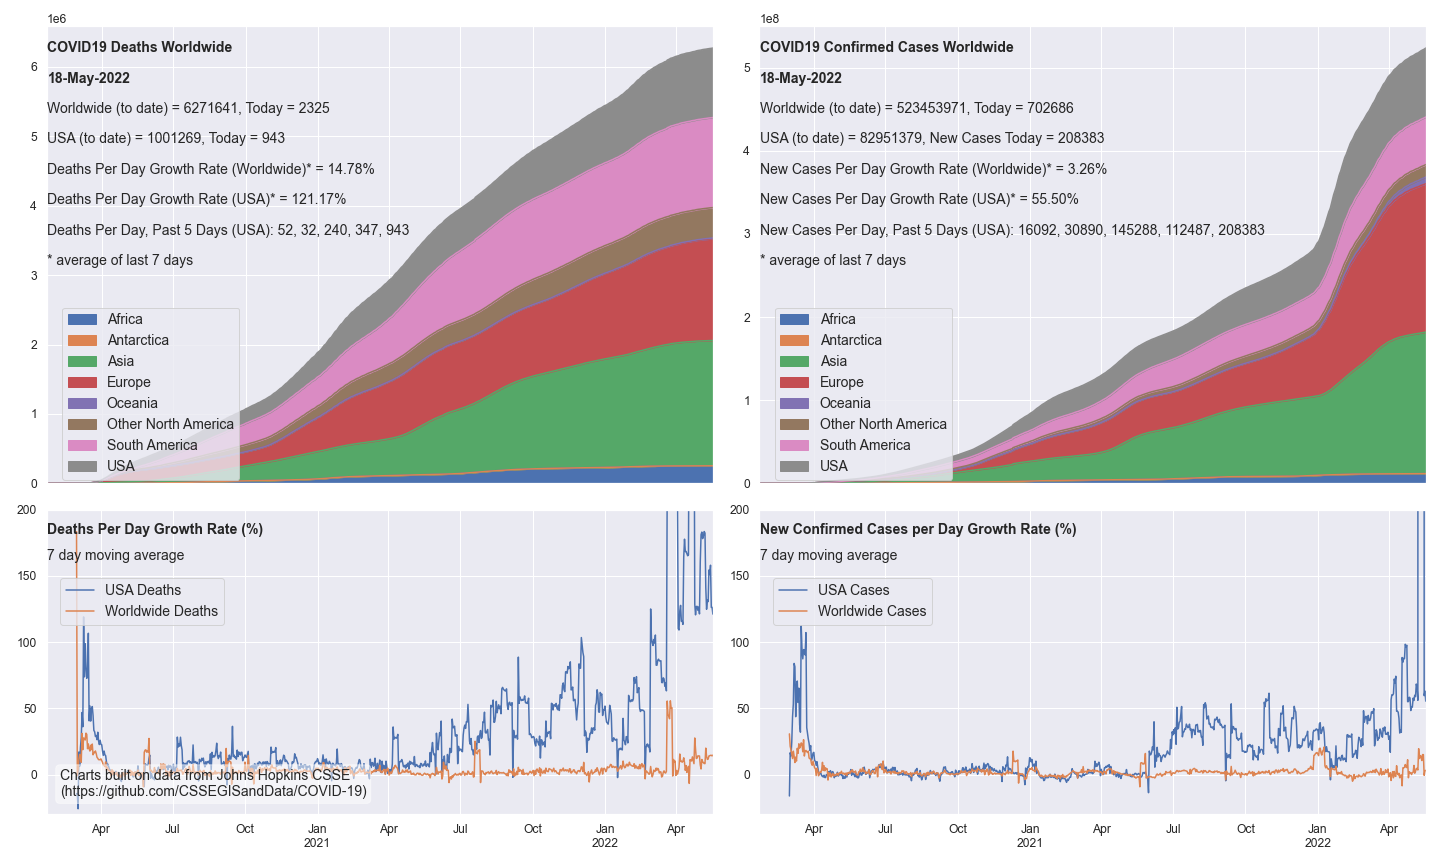 1e6
COVID19 Deaths Worldwide
18-May-2022
Worldwide (to date) = 6271641, Today = 2325
USA (to date) = 1001269, Today = 943
Deaths Per Day Growth Rate (Worldwide)* = 14.78%
Deaths Per Day Growth Rate (USA)* = 121.17%
Deaths Per Day, Past 5 Days (USA): 52, 32, 240, 347, 943
* average of last 7 days
6
5
4
3
2
1
0
Africa
Antarctica
Asia
Europe
Oceania
Other North America
South America
USA
1e8
COVID19 Confirmed Cases Worldwide
18-May-2022
Worldwide (to date) = 523453971, Today = 702686
USA (to date) = 82951379, New Cases Today = 208383
New Cases Per Day Growth Rate (Worldwide)* = 3.26%
New Cases Per Day Growth Rate (USA)* = 55.50%
New Cases Per Day, Past 5 Days (USA): 16092, 30890, 145288, 112487, 208383
* average of last 7 days
5
4
3
2
1
0
Africa
Antarctica
Asia
Europe
Oceania
Other North America
South America
USA
Deaths Per Day Growth Rate (%)
7 day moving average
USA Deaths
Worldwide Deaths
200
150
100
50
0
Charts built on data from Johns Hopkins CSSE
(https://github.com/CSSEGISandData/COVID-19)
Apr Jul Oct Jan Apr Jul Oct Jan Apr
2021 2022
New Confirmed Cases per Day Growth Rate (%)
7 day moving average
USA Cases
Worldwide Cases
200
150
100
50
0
Apr Jul Oct Jan Apr Jul Oct Jan Apr
2021 2022